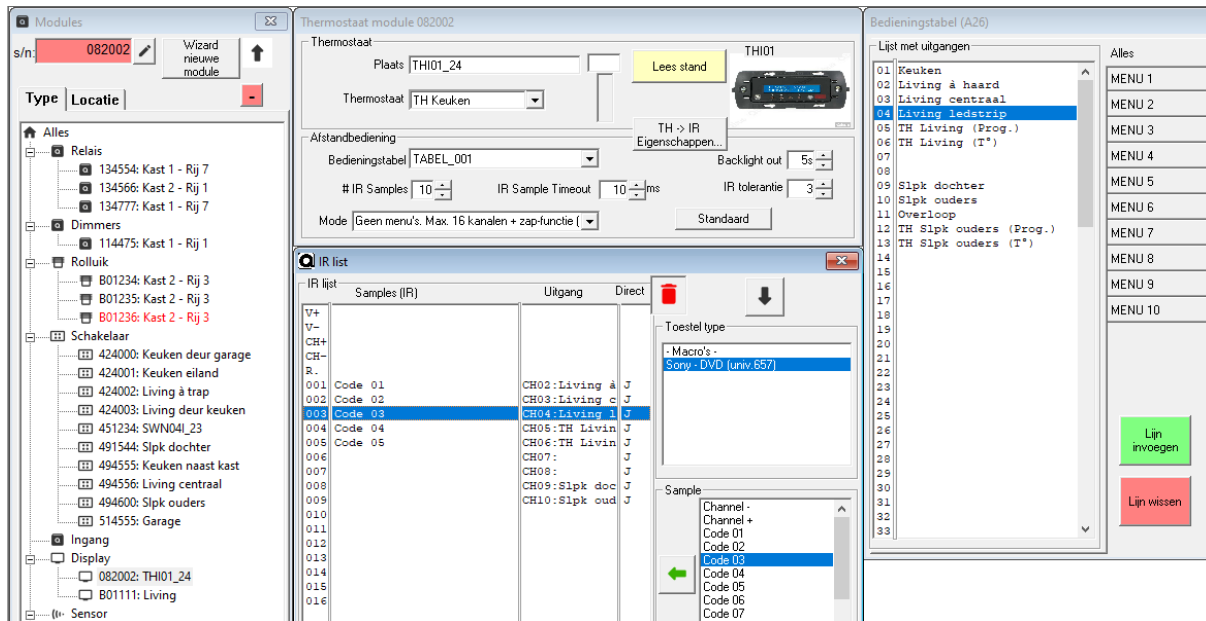 Modules
s/n: 082002
Wizard
nieuwe
module
Type Locatie -
Alles
Relais
134554: Kast 1 - Rij 7
134566: Kast 2 - Rij 1
134777: Kast 1 - Rij 7
Dimmers
114475: Kast 1 - Rij 1
Rolluik
B01234: Kast 2 - Rij 3
B01235: Kast 2 - Rij 3
B01236: Kast 2 - Rij 3
Schakelaar
424000: Keuken deur garage
424001: Keuken eiland
424002: Living à trap
424003: Living deur keuken
451234: SWN04I_23
491544: Slpk dochter
494555: Keuken naast kast
494556: Living centraal
494600: Slpk ouders
514555: Garage
Ingang
Display
082002: THI01_24
B01111: Living
Sensor
Thermostaat module 082002
Thermostaat
Plaats THI01_24
Lees stand
THI01
Thermostaat TH Keuken
TH -> IR
Eigenschappen...
Afstandbediening
Bedieningstabel TABEL_001
Backlight out 5s
# IR Samples 10 IR Sample Timeout 10 ms IR tolerantie 3
Mode Geen menu's. Max. 16 kanalen + zap-functie (
Standaard
IR list
IR lijst
Samples (IR) Uitgang Direct
V+
V-
CH+
CH-
R.
001 Code 01 CH02:Living à J
002 Code 02 CH03:Living c J
003 Code 03 CH04:Living l J
004 Code 04 CH05:TH Livin J
005 Code 05 CH06:TH Livin J
006 CH07: J
007 CH08: J
008 CH09:Slpk doc J
009 CH10:Slpk oud J
010
011
012
013
014
015
016
Toestel type
- Macro's -
Sony - DVD (univ.657)
Sample
Channel -
Channel +
Code 01
Code 02
Code 03
Code 04
Code 05
Code 06
Code 07
Bedieningstabel (A26)
Lijst met uitgangen
01 Keuken
02 Living à haard
03 Living centraal
04 Living ledstrip
05 TH Living (Prog.)
06 TH Living (T°)
07
08
09 Slpk dochter
10 Slpk ouders
11 Overloop
12 TH Slpk ouders (Prog.)
13 TH Slpk ouders (T°)
14
15
16
17
18
19
20
21
22
23
24
25
26
27
28
29
30
31
32
33
Alles
MENU 1
MENU 2
MENU 3
MENU 4
MENU 5
MENU 6
MENU 7
MENU 8
MENU 9
MENU 10
Lijn
invoegen
Lijn wissen